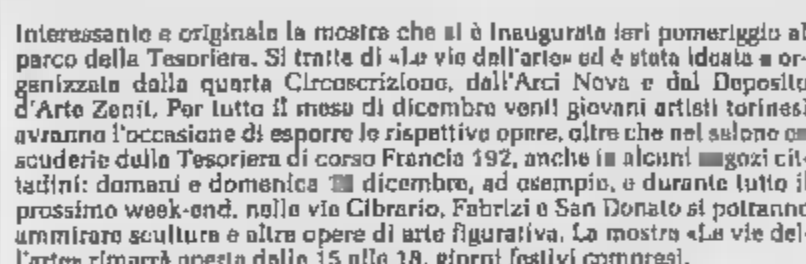 Interessante e originale la mostra che si è inaugurata ieri pomeriggio al
parco della Tesoriera. Si tratta di «Le vie dell'arte» ed è stata ideata e or-
ganizzata dalla quarta Circoscrizione, dall'Arci Nova e dal Deposito
d'Arte Zenit. Per tutto il mese di dicembre venti giovani artisti torinesi
avranno l'occasione di esporre le rispettive opere, oltre che nel salone
scuderie della Tesoriera di corso Francia 192, anche in alcuni negozi cit-
tadini: domani e domenica dicembre, ad esempio, e durante tutto il
prossimo week-end, nelle vie Cibrario, Fabrizi e San Donato si potranno
ammirare sculture e altre opere di arte figurativa. La mostra «Le vie del-
l'arte» rimarrà aperta dalle 15 alle 18, giorni festivi compresi.